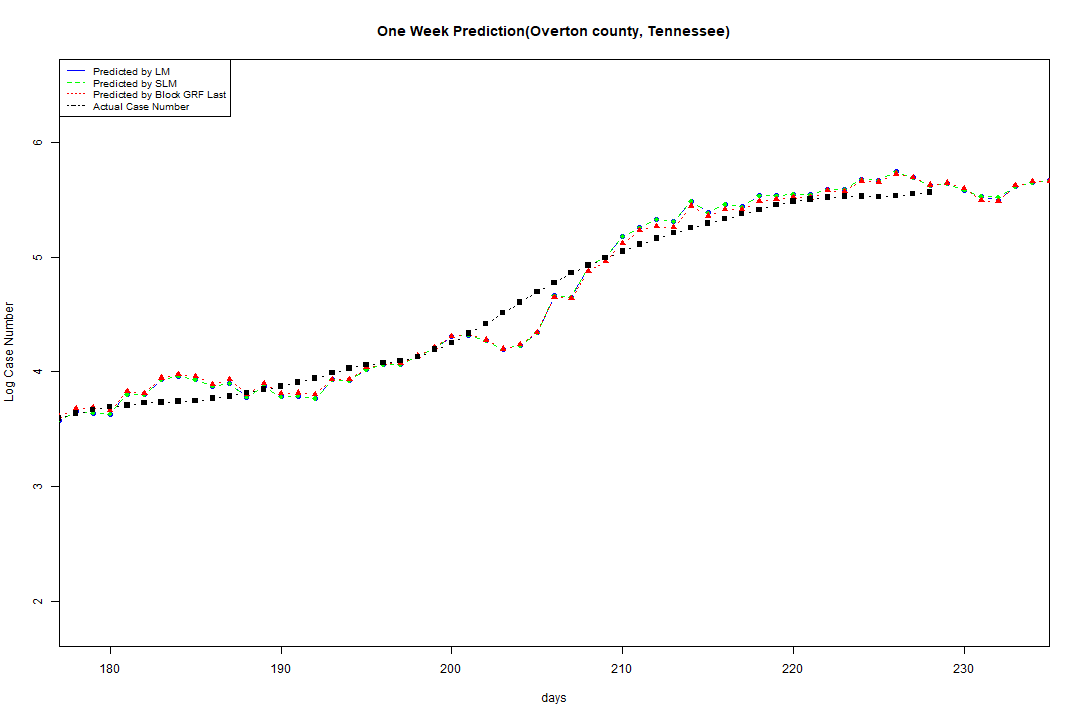 One Week Prediction(Overton county, Tennessee)
Predicted by LM
Predicted by SLM
Predicted by Block GRF Last
Actual Case Number
6
5
4
3
2
Log Case Number
180 190 200 210 220 230
days